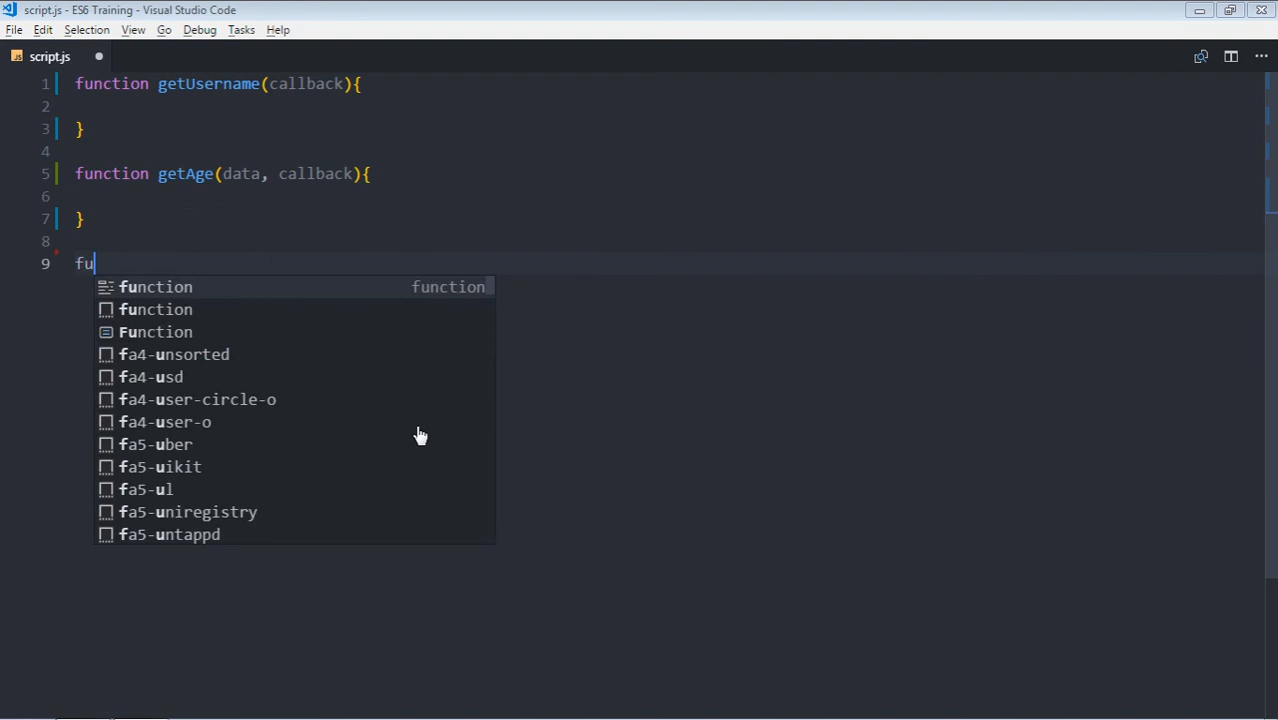 script.js - ES6 Training - Visual Studio Code
File Edit Selection View Go Debug Tasks Help
JS script.js
1 function getUsername(callback){
2
3 }
4
5 function getAge(data, callback){
6
7 }
8
9 fu
function function
function
Function
fa4-unsorted
fa4-usd
fa4-user-circle-o
fa4-user-o
fa5-uber
fa5-uikit
fa5-ul
fa5-uniregistry
fa5-untappd